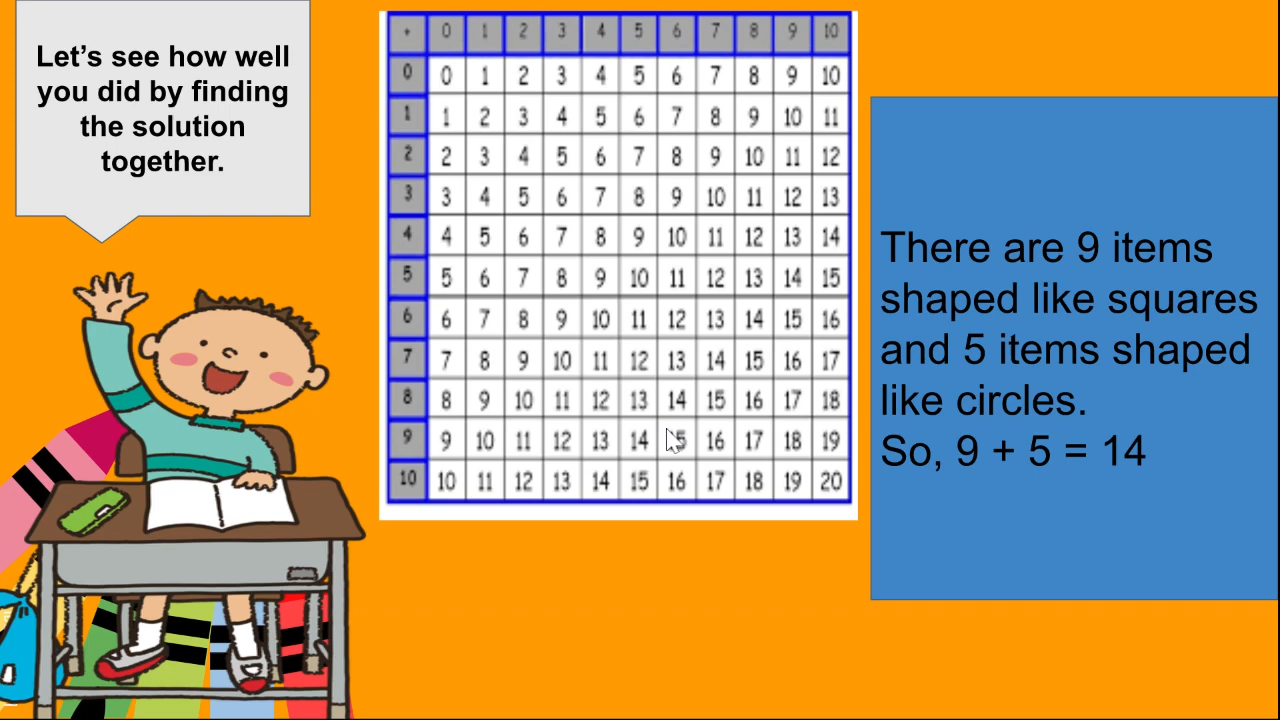 Let’s see how well
you did by finding
the solution
together.
+ 0 1 2 3 4 5 6 7 8 9 10
0 0 1 2 3 4 5 6 7 8 9 10
1 1 2 3 4 5 6 7 8 9 10 11
2 2 3 4 5 6 7 8 9 10 11 12
3 3 4 5 6 7 8 9 10 11 12 13
4 4 5 6 7 8 9 10 11 12 13 14
5 5 6 7 8 9 10 11 12 13 14 15
6 6 7 8 9 10 11 12 13 14 15 16
7 7 8 9 10 11 12 13 14 15 16 17
8 8 9 10 11 12 13 14 15 16 17 18
9 9 10 11 12 13 14 15 16 17 18 19
10 10 11 12 13 14 15 16 17 18 19 20
There are 9 items
shaped like squares
and 5 items shaped
like circles.
So, 9 + 5 = 14